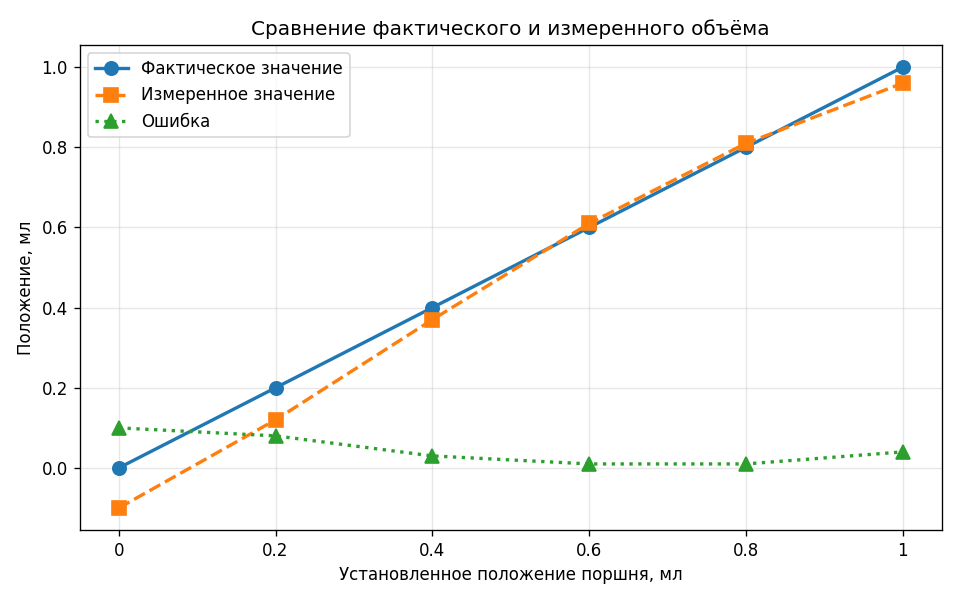 Сравнение фактического и измеренного объёма
Фактическое значение
Измеренное значение
Ошибка
Положение, мл
1.0
0.8
0.6
0.4
0.2
0.0
0 0.2 0.4 0.6 0.8 1
Установленное положение поршня, мл